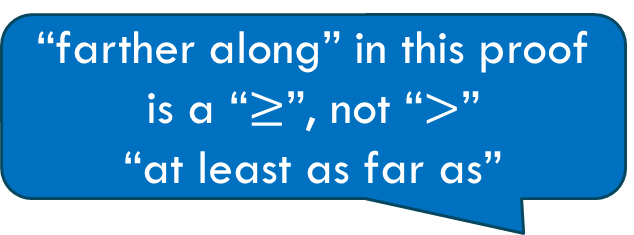 “farther along” in this proof
is a “≥”, not “>”
“at least as far as”